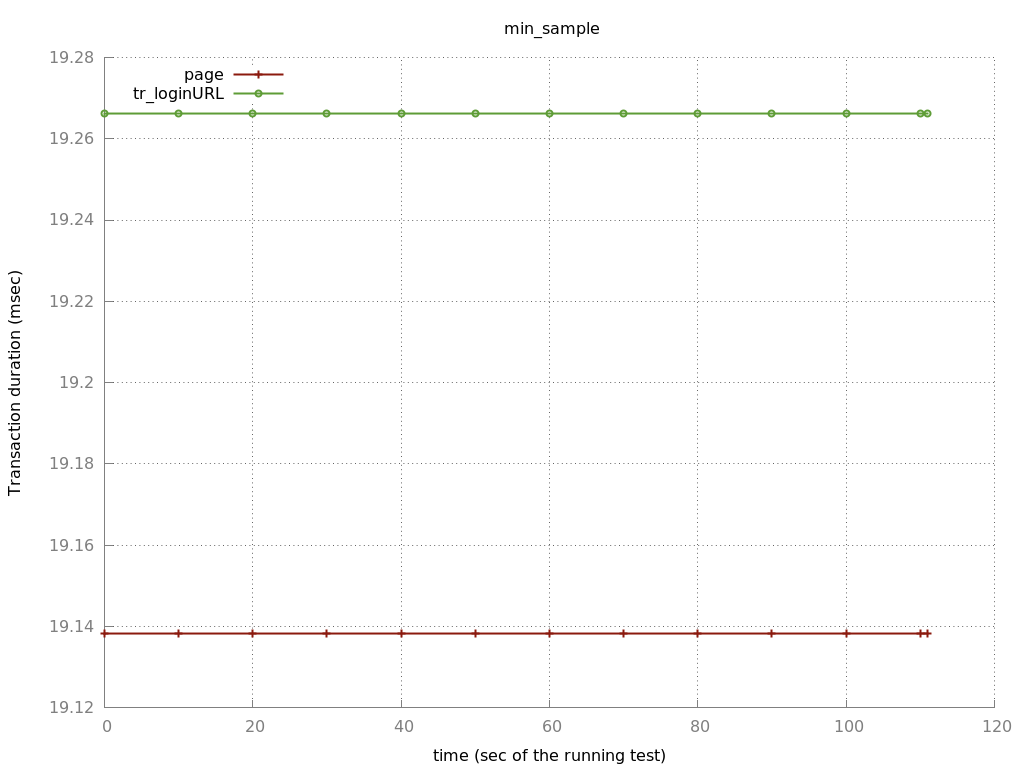 min_sample
19.28
page
tr_loginURL
19.26
19.24
19.22
19.2
19.18
19.16
19.14
19.12
Transaction duration (msec)
0 20 40 60 80 100 120
time (sec of the running test)